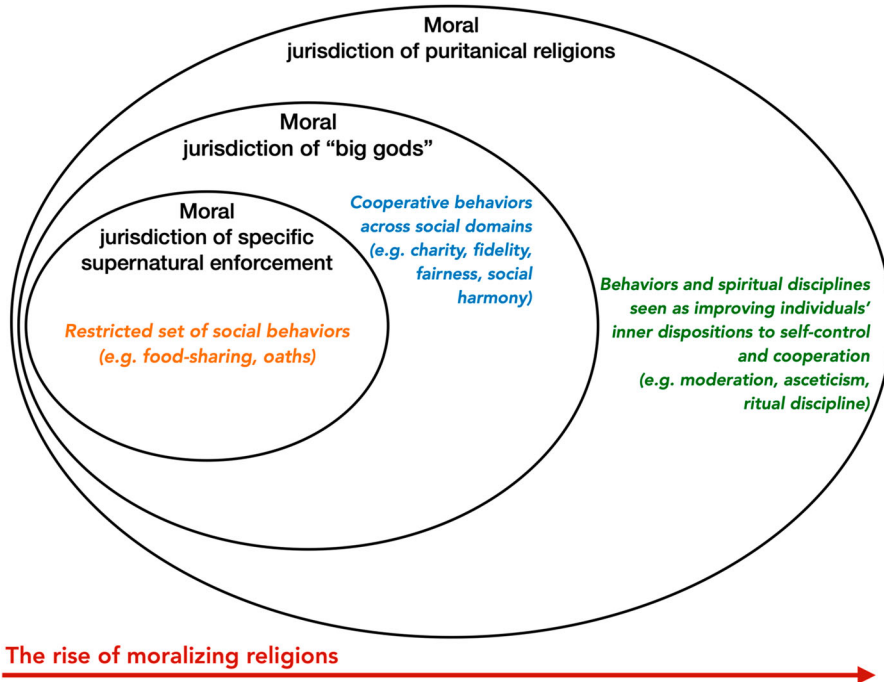 Moral
jurisdiction of puritanical religions
Moral
jurisdiction of “big gods”
Moral
jurisdiction of specific
supernatural enforcement
Restricted set of social behaviors
(e.g. food-sharing, oaths)
Cooperative behaviors
across social domains
(e.g. charity, fidelity,
fairness, social
harmony)
Behaviors and spiritual disciplines
seen as improving individuals’
inner dispositions to self-control
and cooperation
(e.g. moderation, asceticism,
ritual discipline)
The rise of moralizing religions